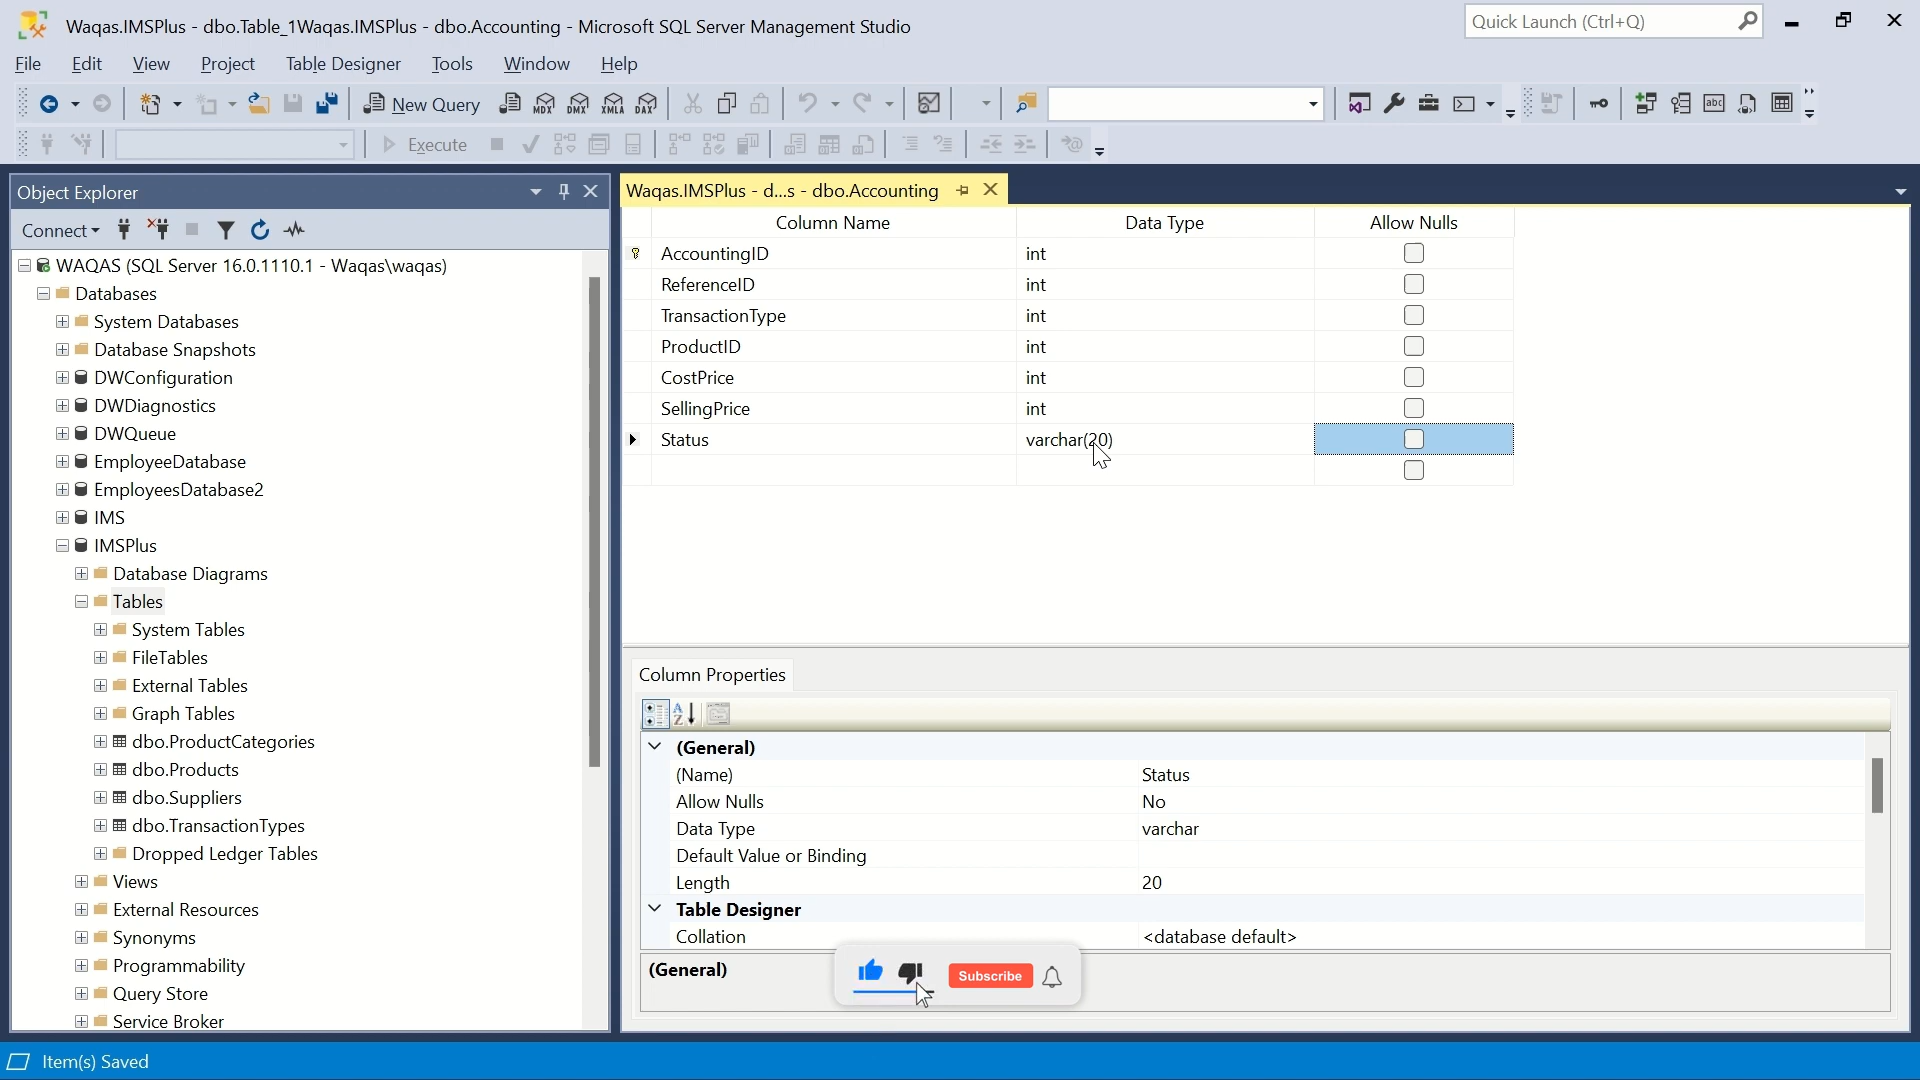 Waqas.IMSPlus - dbo.Table_1Waqas.IMSPlus - dbo.Accounting - Microsoft SQL Server Management Studio
Quick Launch (Ctrl+Q)
File Edit View Project Table Designer Tools Window Help
New Query MDX DMX XMLA DAX abc
Execute
Object Explorer
Waqas.IMSPlus - d...s - dbo.Accounting
Connect
Column Name Data Type Allow Nulls
WAQAS (SQL Server 16.0.1110.1 - Waqas\waqas)
Databases
System Databases
Database Snapshots
DWConfiguration
DWDiagnostics
DWQueue
EmployeeDatabase
EmployeesDatabase2
IMS
IMSPlus
Database Diagrams
Tables
System Tables
FileTables
External Tables
Graph Tables
dbo.ProductCategories
dbo.Products
dbo.Suppliers
dbo.TransactionTypes
Dropped Ledger Tables
Views
External Resources
Synonyms
Programmability
Query Store
Service Broker
AccountingID int
ReferenceID int
TransactionType int
ProductID int
CostPrice int
SellingPrice int
Status varchar(20)
Column Properties
A
Z
(General)
(Name) Status
Allow Nulls No
Data Type varchar
Default Value or Binding
Length 20
Table Designer
Collation <database default>
(General)
Subscribe
Item(s) Saved